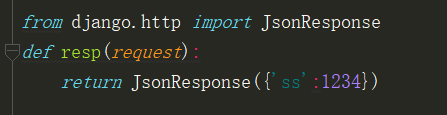 from django.http import JsonResponse
def resp(request):
    return JsonResponse({'ss':1234})